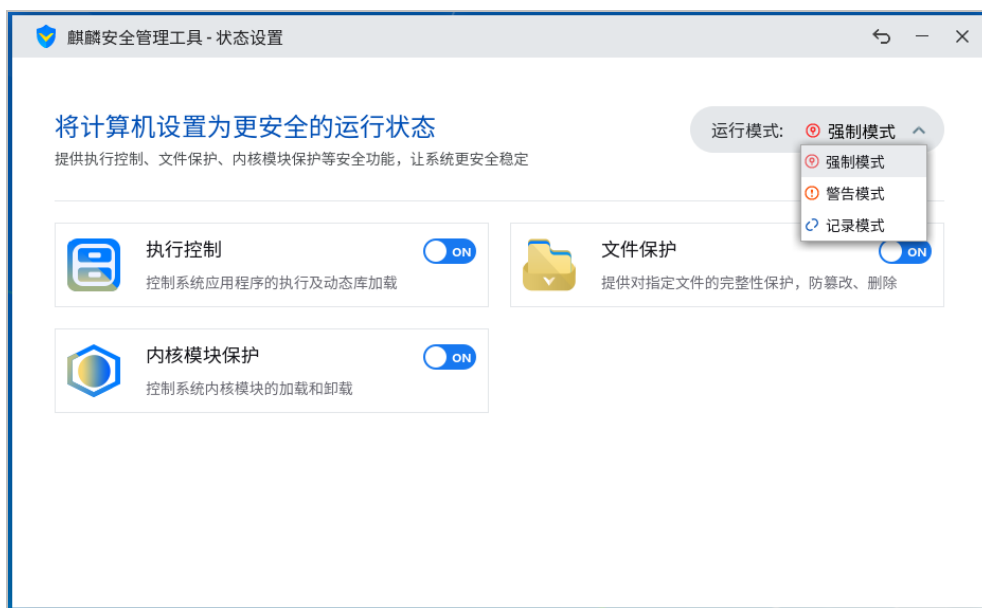 麒麟安全管理工具 - 状态设置
将计算机设置为更安全的运行状态
提供执行控制、文件保护、内核模块保护等安全功能，让系统更安全稳定
运行模式: 强制模式
强制模式
警告模式
记录模式
执行控制 ON
控制系统应用程序的执行及动态库加载
文件保护 ON
提供对指定文件的完整性保护，防篡改、删除
内核模块保护 ON
控制系统内核模块的加载和卸载